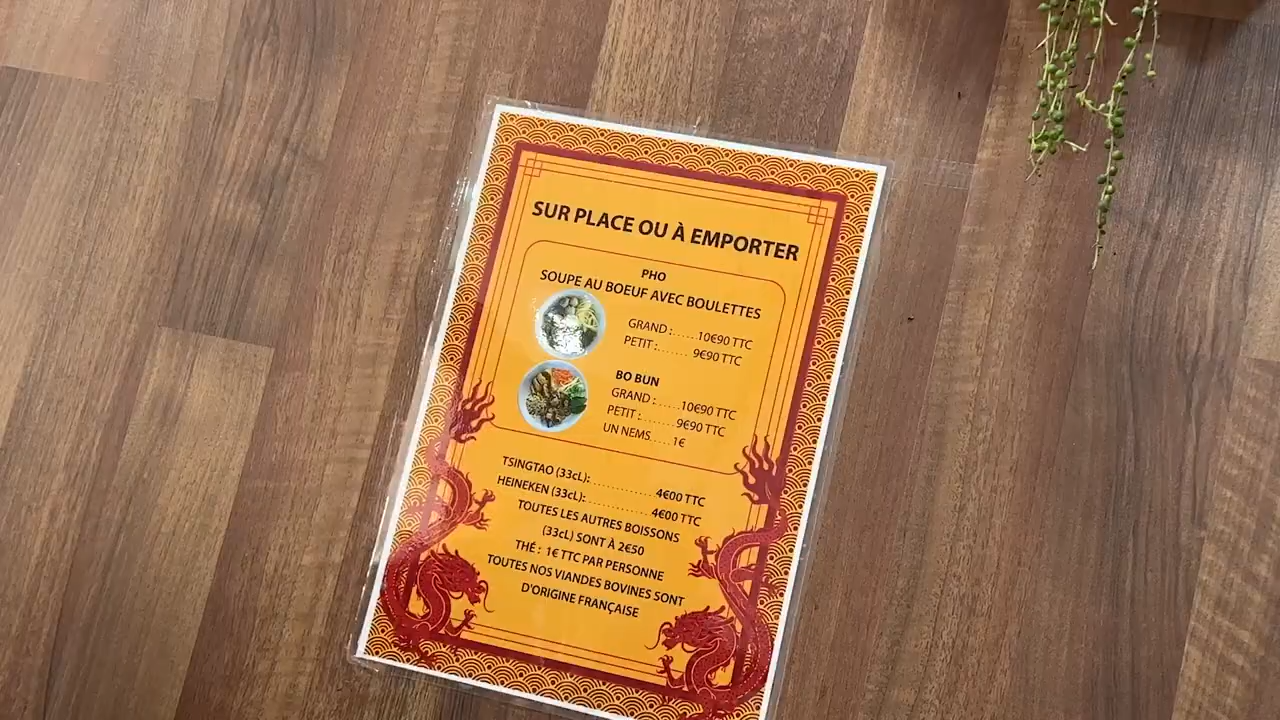 SUR PLACE OU À EMPORTER
PHO
SOUPE AU BOEUF AVEC BOULETTES
GRAND :......10€90 TTC
PETIT :....... 9€90 TTC
BO BUN
GRAND :......10€90 TTC
PETIT :.........9€90 TTC
UN NEMS.....1€
TSINGTAO (33cL):................4€00 TTC
HEINEKEN (33cL):.................4€00 TTC
TOUTES LES AUTRES BOISSONS
(33cL) SONT À 2€50
THÉ : 1€ TTC PAR PERSONNE
TOUTES NOS VIANDES BOVINES SONT
D'ORIGINE FRANÇAISE